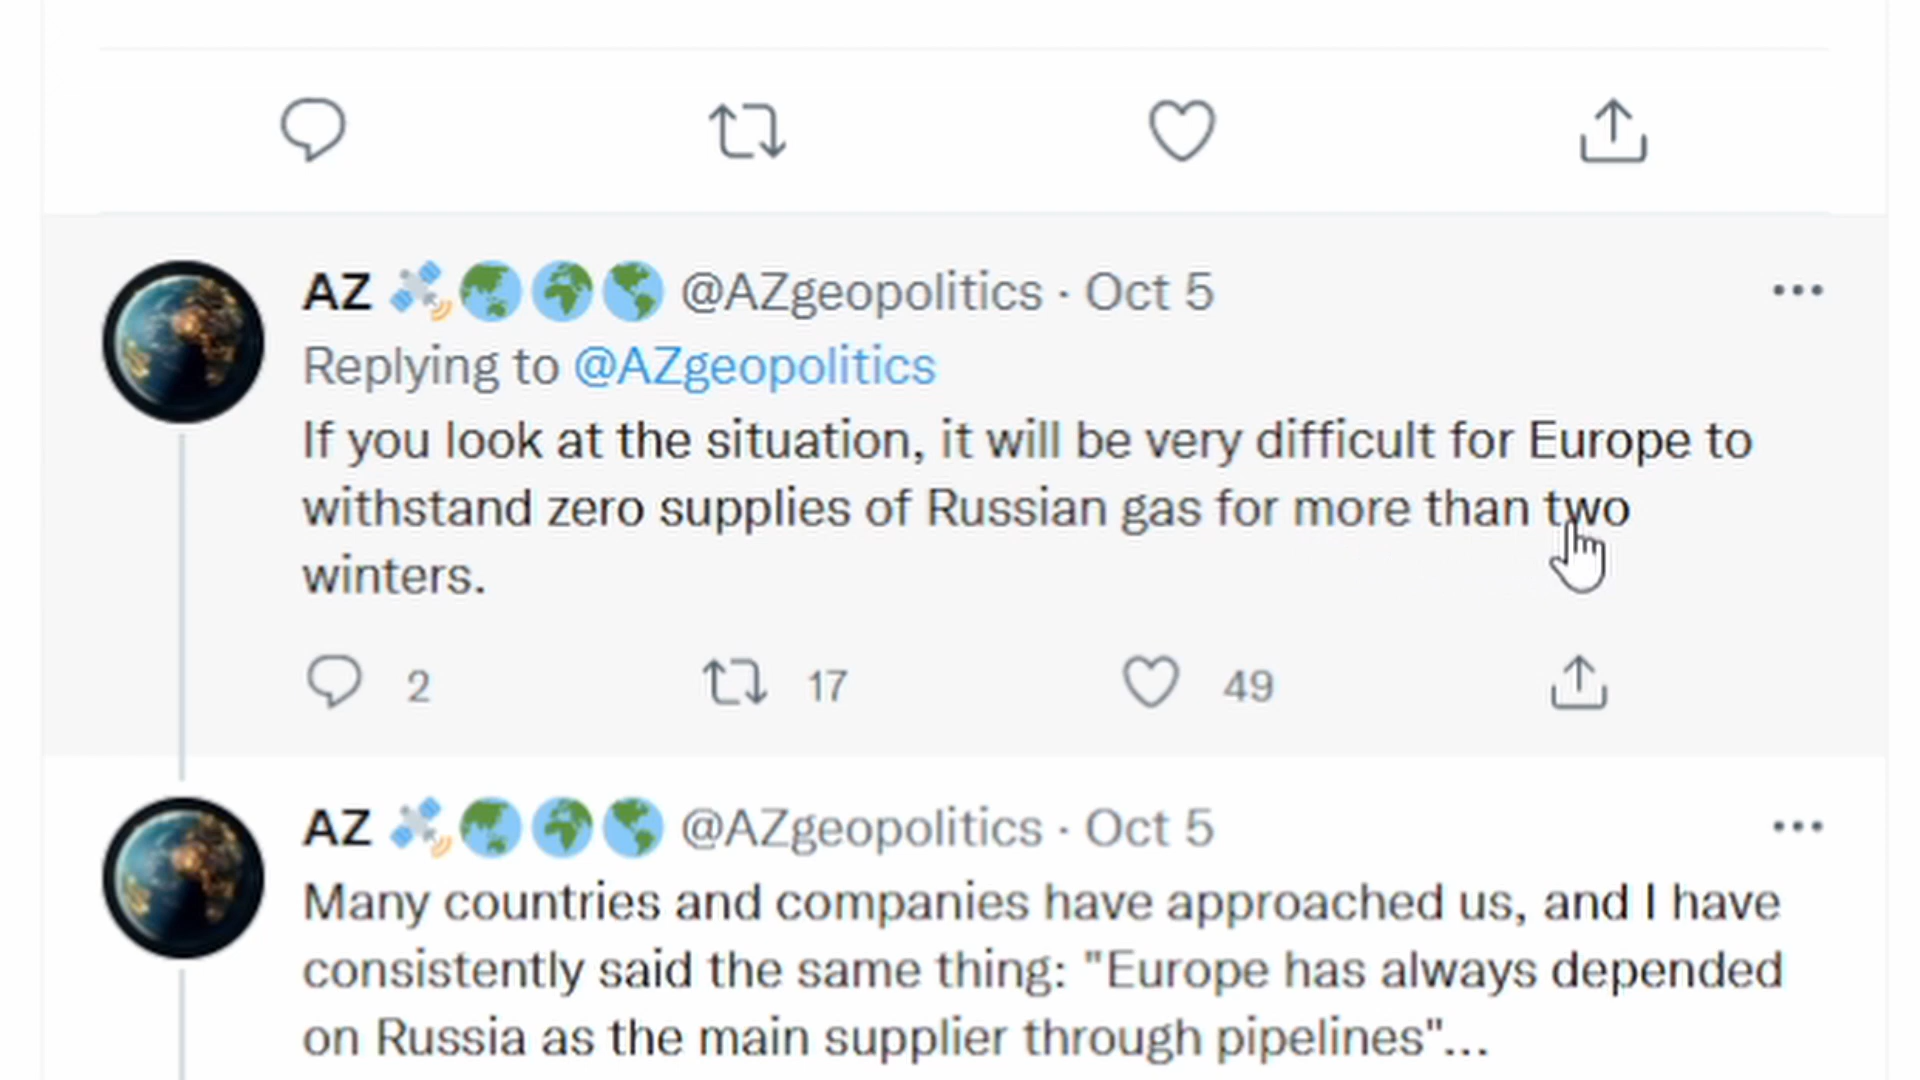 AZ 🛰️🌏🌍🌎 @AZgeopolitics · Oct 5
Replying to @AZgeopolitics
If you look at the situation, it will be very difficult for Europe to
withstand zero supplies of Russian gas for more than two
winters.
2 17 49
AZ 🛰️🌏🌍🌎 @AZgeopolitics · Oct 5
Many countries and companies have approached us, and I have
consistently said the same thing: "Europe has always depended
on Russia as the main supplier through pipelines"...